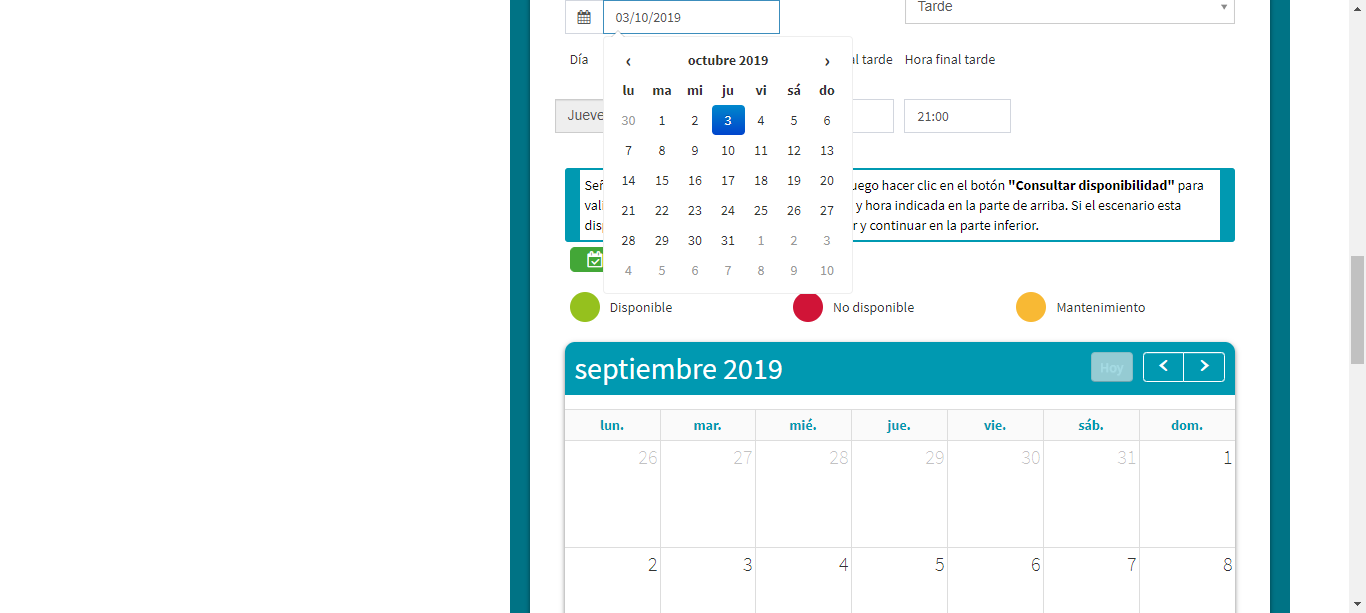 03/10/2019 Tarde
Día al tarde Hora final tarde
‹ octubre 2019 ›
lu ma mi ju vi sá do
30 1 2 3 4 5 6
Jueve 21:00
7 8 9 10 11 12 13
14 15 16 17 18 19 20
Señ uego hacer clic en el botón "Consultar disponibilidad" para
vali y hora indicada en la parte de arriba. Si el escenario esta
disp r y continuar en la parte inferior.
21 22 23 24 25 26 27
28 29 30 31 1 2 3
4 5 6 7 8 9 10
Disponible No disponible Mantenimiento
septiembre 2019 Hoy
lun. mar. mié. jue. vie. sáb. dom.
26 27 28 29 30 31 1
2 3 4 5 6 7 8